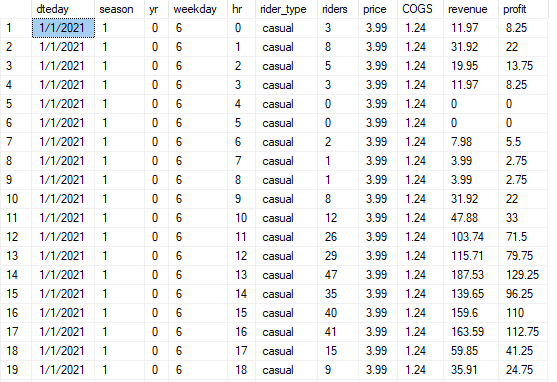 dteday season yr weekday hr rider_type riders price COGS revenue profit
1 1/1/2021 1 0 6 0 casual 3 3.99 1.24 11.97 8.25
2 1/1/2021 1 0 6 1 casual 8 3.99 1.24 31.92 22
3 1/1/2021 1 0 6 2 casual 5 3.99 1.24 19.95 13.75
4 1/1/2021 1 0 6 3 casual 3 3.99 1.24 11.97 8.25
5 1/1/2021 1 0 6 4 casual 0 3.99 1.24 0 0
6 1/1/2021 1 0 6 5 casual 0 3.99 1.24 0 0
7 1/1/2021 1 0 6 6 casual 2 3.99 1.24 7.98 5.5
8 1/1/2021 1 0 6 7 casual 1 3.99 1.24 3.99 2.75
9 1/1/2021 1 0 6 8 casual 1 3.99 1.24 3.99 2.75
10 1/1/2021 1 0 6 9 casual 8 3.99 1.24 31.92 22
11 1/1/2021 1 0 6 10 casual 12 3.99 1.24 47.88 33
12 1/1/2021 1 0 6 11 casual 26 3.99 1.24 103.74 71.5
13 1/1/2021 1 0 6 12 casual 29 3.99 1.24 115.71 79.75
14 1/1/2021 1 0 6 13 casual 47 3.99 1.24 187.53 129.25
15 1/1/2021 1 0 6 14 casual 35 3.99 1.24 139.65 96.25
16 1/1/2021 1 0 6 15 casual 40 3.99 1.24 159.6 110
17 1/1/2021 1 0 6 16 casual 41 3.99 1.24 163.59 112.75
18 1/1/2021 1 0 6 17 casual 15 3.99 1.24 59.85 41.25
19 1/1/2021 1 0 6 18 casual 9 3.99 1.24 35.91 24.75